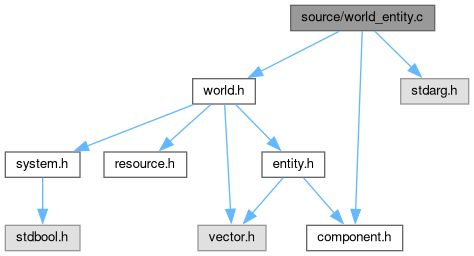 source/world_entity.c
world.h
stdarg.h
system.h
resource.h
entity.h
stdbool.h
vector.h
component.h